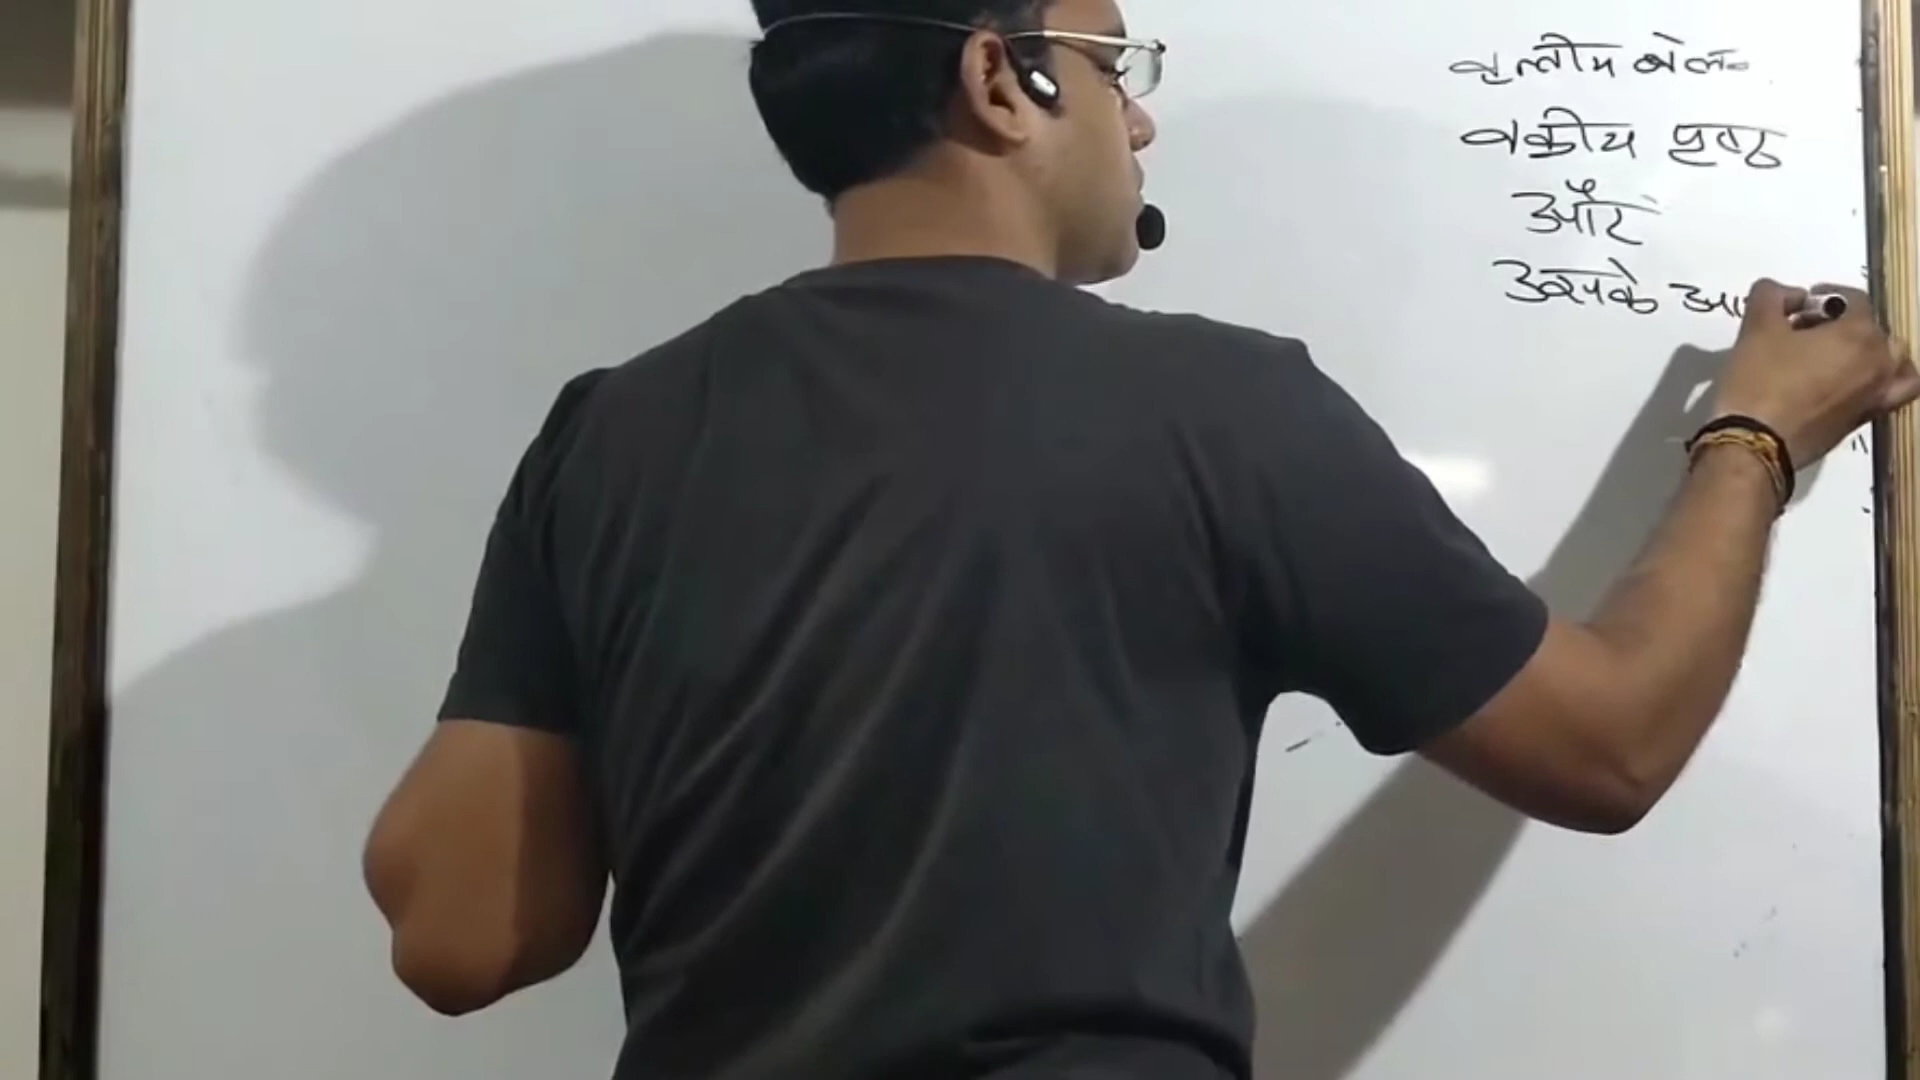 वृत्तीय बेलन
वक्रीय पृष्ठ
और
उसके आ